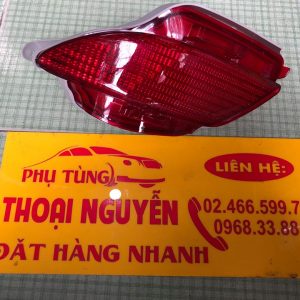 PHỤ TÙNG
LIÊN HỆ:
THOẠI NGUYỄN
02.466.599.7
0968.33.88
ĐẶT HÀNG NHANH